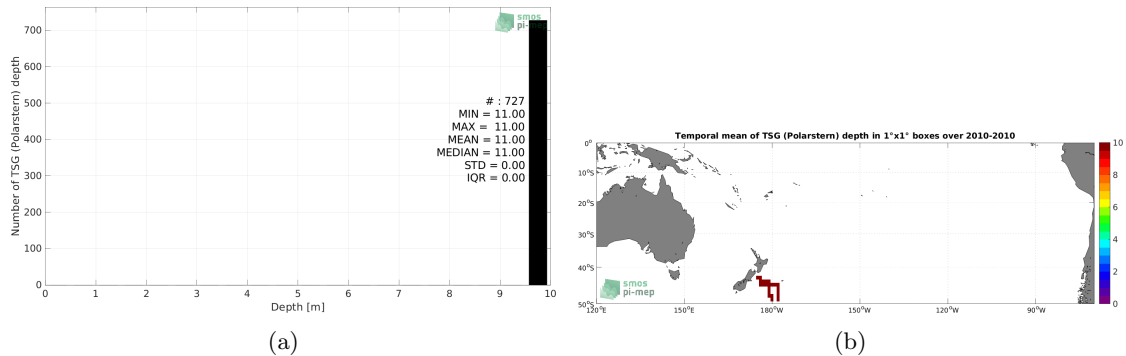 smos
pi-mep
Number of TSG (Polarstern) depth
700
600
500
400
300
200
100
0
# : 727
MIN = 11.00
MAX = 11.00
MEAN = 11.00
MEDIAN = 11.00
STD = 0.00
IQR = 0.00
0 1 2 3 4 5 6 7 8 9 10
Depth [m]
(a)
Temporal mean of TSG (Polarstern) depth in 1°x1° boxes over 2010-2010
0°
10°S
20°S
30°S
40°S
50°S
120°E 150°E 180°W 150°W 120°W 90°W
smos
pi-mep
10
8
6
4
2
0
(b)